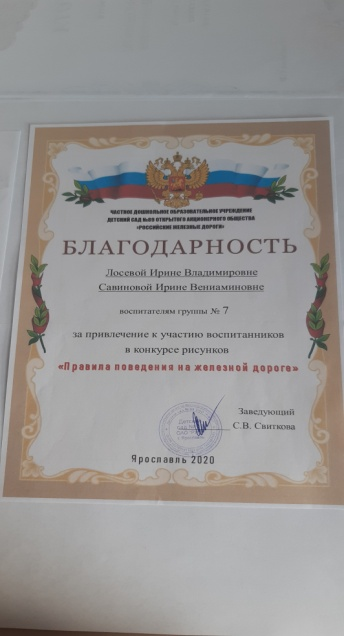 ЧАСТНОЕ ДОШКОЛЬНОЕ ОБРАЗОВАТЕЛЬНОЕ УЧРЕЖДЕНИЕ
ДЕТСКИЙ САД №69 ОТКРЫТОГО АКЦИОНЕРНОГО ОБЩЕСТВА
«РОССИЙСКИЕ ЖЕЛЕЗНЫЕ ДОРОГИ»
БЛАГОДАРНОСТЬ
Лосевой Ирине Владимировне
Савиновой Ирине Вениаминовне
воспитателям группы № 7
за привлечение к участию воспитанников
в конкурсе рисунков
«Правила поведения на железной дороге»
Заведующий
С.В. Свиткова
Ярославль 2020